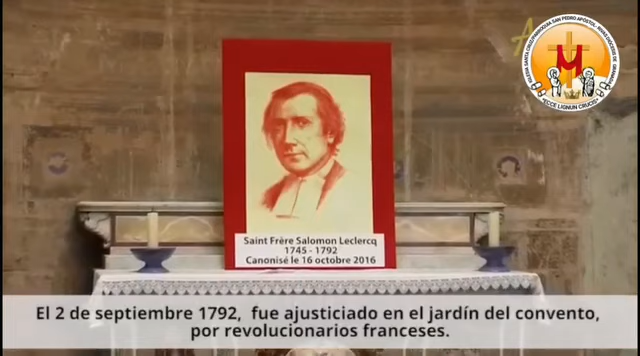 Saint Frère Salomon Leclercq
1745 - 1792
Canonisé le 16 octobre 2016
El 2 de septiembre 1792, fue ajusticiado en el jardín del convento,
por revolucionarios franceses.
"ECCE LIGNUN CRUCIS"